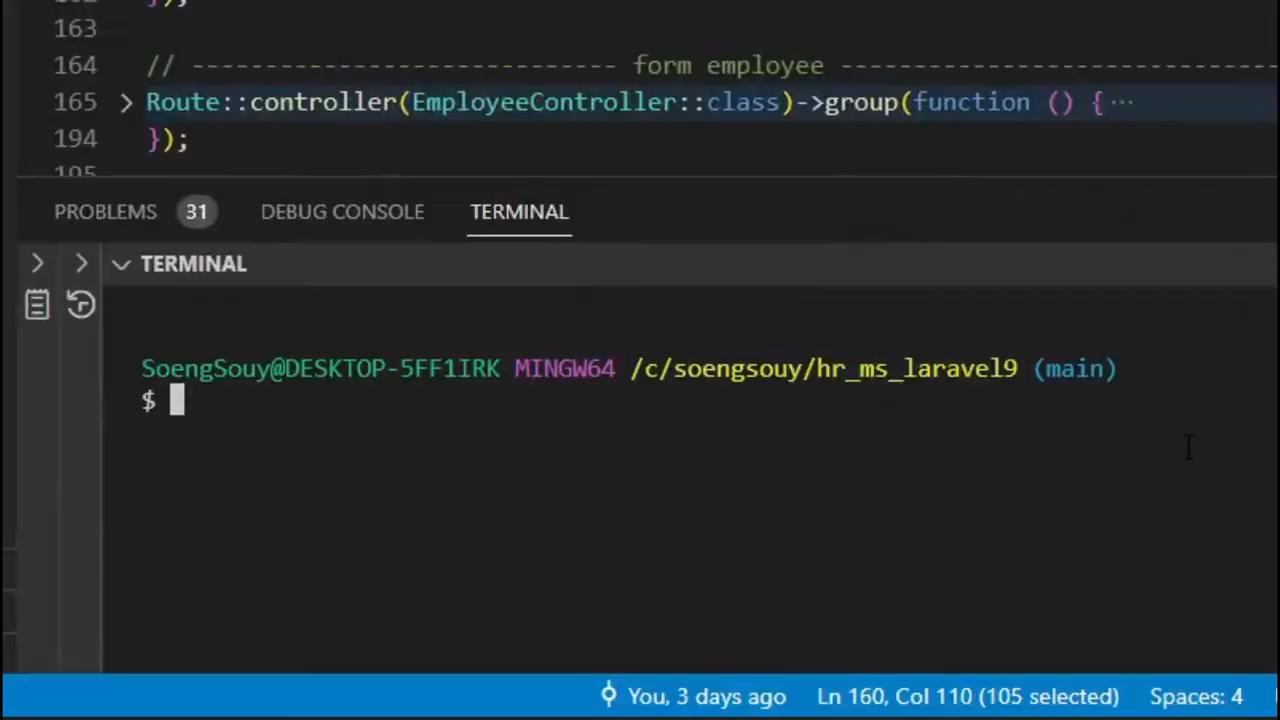 163
164 // ----------------------------- form employee ------------------------------
165 Route::controller(EmployeeController::class)->group(function () {···
194 });
195
PROBLEMS 31 DEBUG CONSOLE TERMINAL
TERMINAL
SoengSouy@DESKTOP-5FF1IRK MINGW64 /c/soengsouy/hr_ms_laravel9 (main)
$
You, 3 days ago Ln 160, Col 110 (105 selected) Spaces: 4